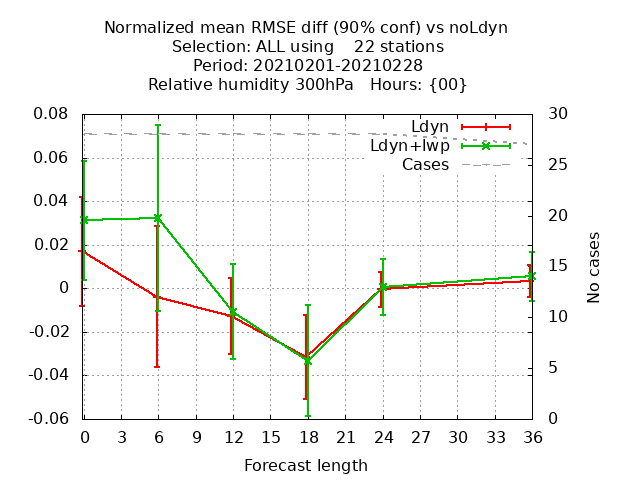 Normalized mean RMSE diff (90% conf) vs noLdyn
Selection: ALL using    22 stations
Period: 20210201-20210228
Relative humidity 300hPa   Hours: {00}
Ldyn
Ldyn+lwp
Cases
0.08
0.06
0.04
0.02
0
-0.02
-0.04
-0.06
30
25
20
15
10
5
0
No cases
0 3 6 9 12 15 18 21 24 27 30 33 36
Forecast length